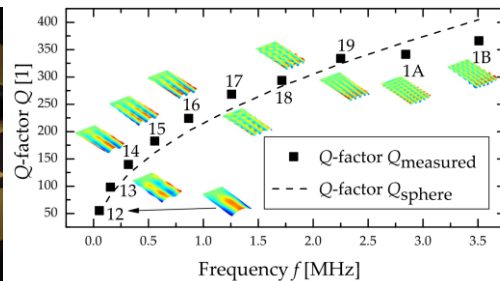 400
350
300
250
200
150
100
50
Q-factor Q [1]
12
13
14
15
16
17
18
19
1A
1B
Q-factor Qmeasured
Q-factor Qsphere
0.0 0.5 1.0 1.5 2.0 2.5 3.0 3.5
Frequency f [MHz]